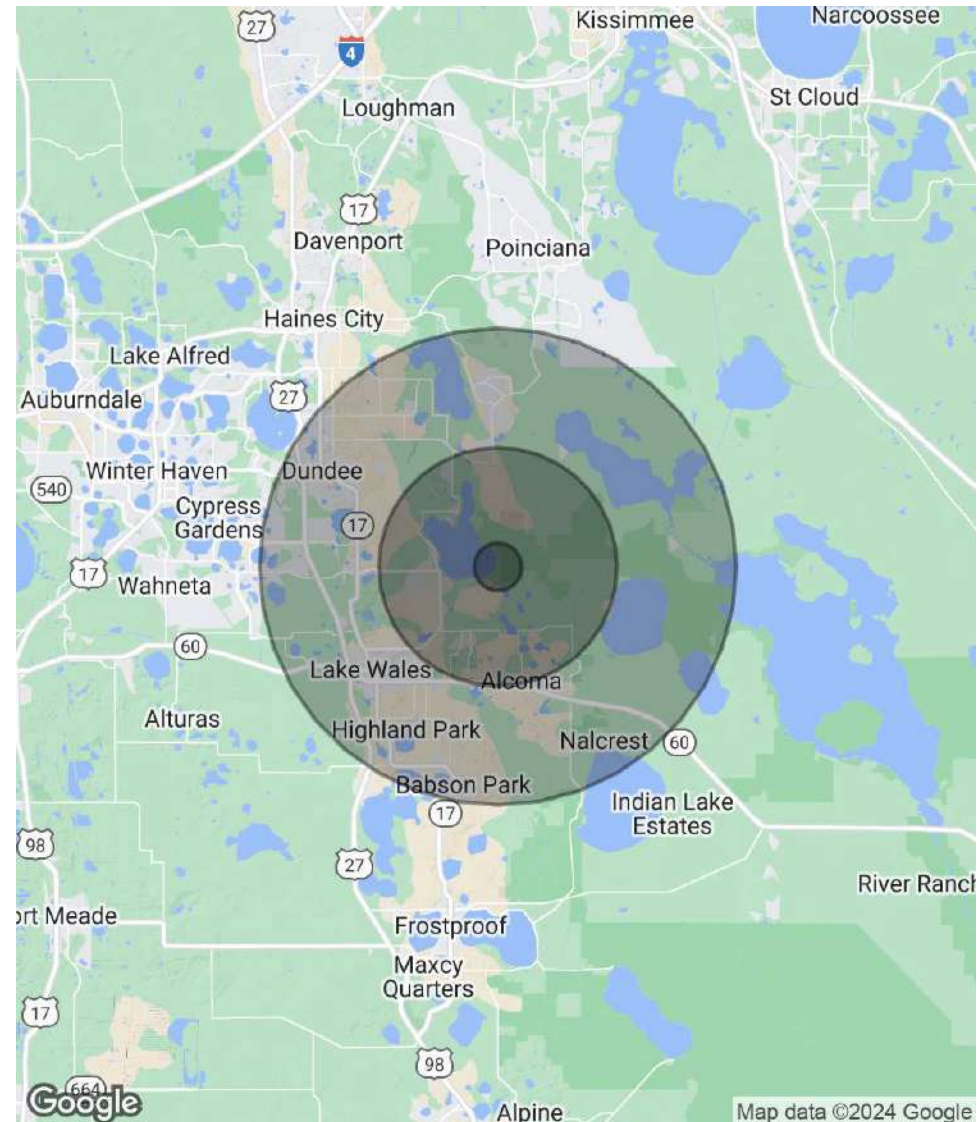 Kissimmee
Narcoossee
27
4
Loughman
St Cloud
17
Davenport
Poinciana
Haines City
Lake Alfred
27
Auburndale
Winter Haven
Dundee
540
Cypress
Gardens
17
17
Wahneta
60
Lake Wales
Alcoma
Alturas
Highland Park
Nalcrest
60
Babson Park
Indian Lake
Estates
17
98
27
River Ranch
ort Meade
Frostproof
Maxcy
Quarters
17
98
664
Google
Alpine
Map data ©2024 Google